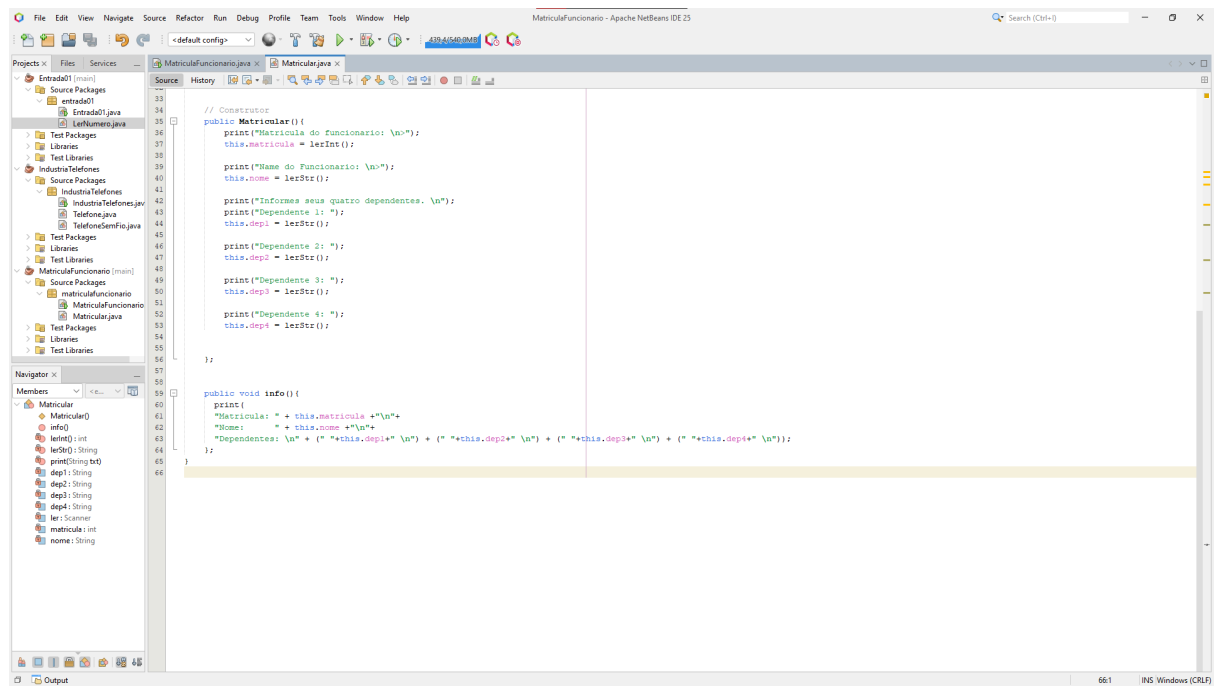 File Edit View Navigate Source Refactor Run Debug Profile Team Tools Window Help
MatriculaFuncionario - Apache NetBeans IDE 25
Search (Ctrl+I)
<default config>
439,4/540,0MB
Projects × Files Services
MatriculaFuncionario.java × Matricular.java ×
Source History
Entrada01 [main]
Source Packages
entrada01
Entrada01.java
LerNumero.java
Test Packages
Libraries
Test Libraries
IndustriaTelefones
Source Packages
IndustriaTelefones
IndustriaTelefones.jav
Telefone.java
TelefoneSemFio.java
Test Packages
Libraries
Test Libraries
MatriculaFuncionario [main]
Source Packages
matriculafuncionario
MatriculaFuncionario
Matricular.java
Test Packages
Libraries
Test Libraries
Navigator ×
Members <e...
Matricular
Matricular()
info()
lerInt() : int
lerStr() : String
print(String txt)
dep1 : String
dep2 : String
dep3 : String
dep4 : String
ler : Scanner
matricula : int
nome : String
33
34 // Construtor
35 public Matricular(){
36 print("Matricula do funcionario: \n>");
37 this.matricula = lerInt();
38
39 print("Name do Funcionario: \n>");
40 this.nome = lerStr();
41
42 print("Informes seus quatro dependentes. \n");
43 print("Dependente 1: ");
44 this.dep1 = lerStr();
45
46 print("Dependente 2: ");
47 this.dep2 = lerStr();
48
49 print("Dependente 3: ");
50 this.dep3 = lerStr();
51
52 print("Dependente 4: ");
53 this.dep4 = lerStr();
54
55
56 };
57
58
59 public void info(){
60 print(
61 "Matricula: " + this.matricula +"\n"+
62 "Nome: " + this.nome +"\n"+
63 "Dependentes: \n" + (" "+this.dep1+" \n") + (" "+this.dep2+" \n") + (" "+this.dep3+" \n") + (" "+this.dep4+" \n"));
64 };
65 }
66
Output
66:1 INS Windows (CRLF)